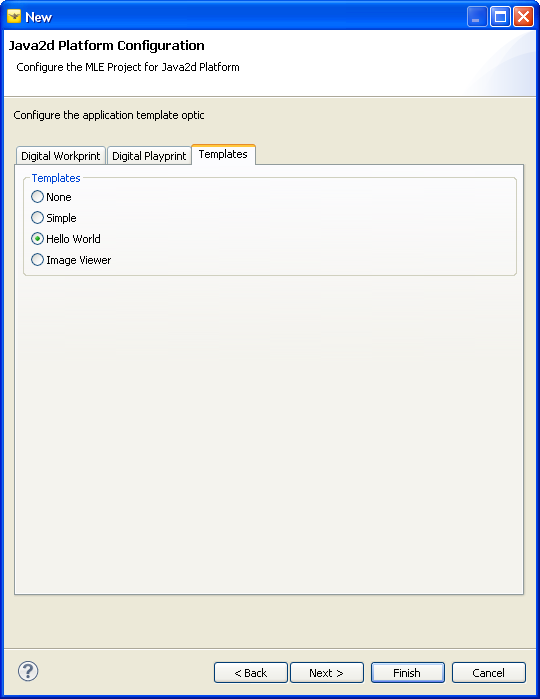 New
Java2d Platform Configuration
Configure the MLE Project for Java2d Platform
Configure the application template optic
Digital Workprint Digital Playprint Templates
Templates
None
Simple
Hello World
Image Viewer
? < Back Next > Finish Cancel